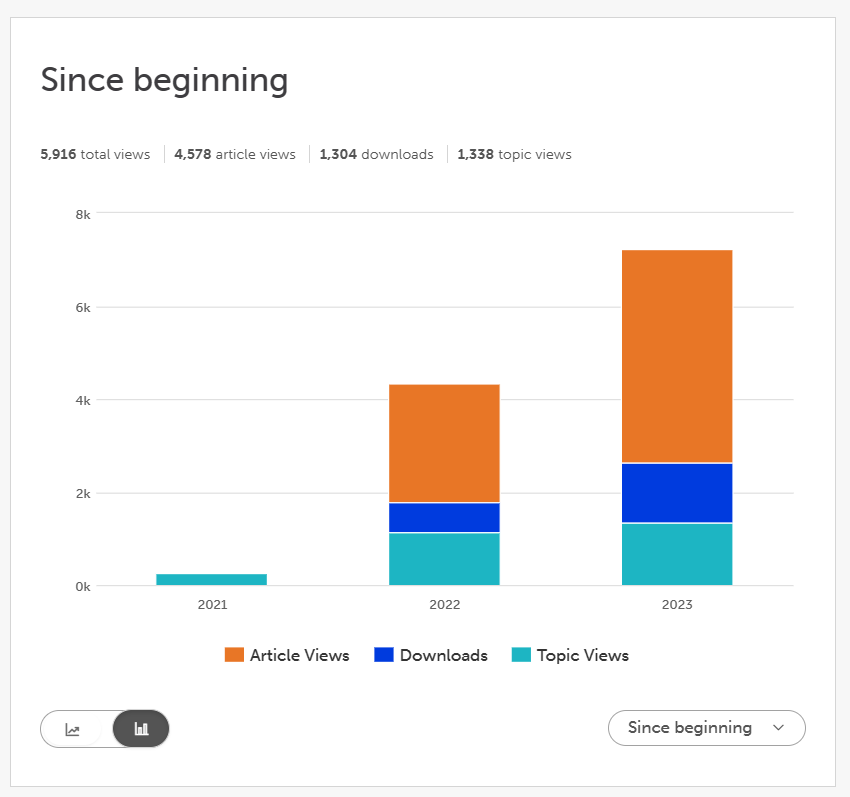 Since beginning
5,916 total views 4,578 article views 1,304 downloads 1,338 topic views
8k
6k
4k
2k
0k
2021 2022 2023
Article Views Downloads Topic Views
Since beginning